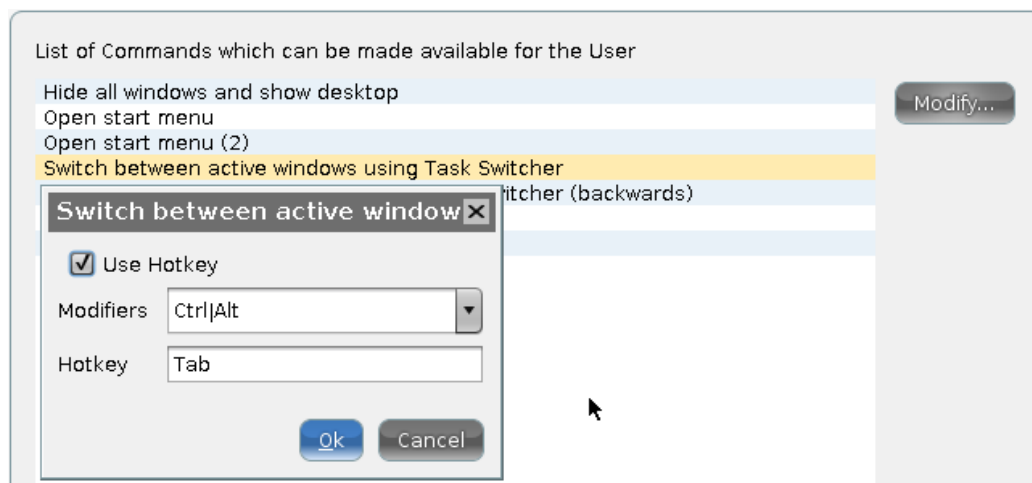 List of Commands which can be made available for the User
Hide all windows and show desktop
Modify...
Open start menu
Open start menu (2)
Switch between active windows using Task Switcher
itcher (backwards)
Switch between active window
Use Hotkey
Modifiers Ctrl|Alt
Hotkey Tab
Ok Cancel